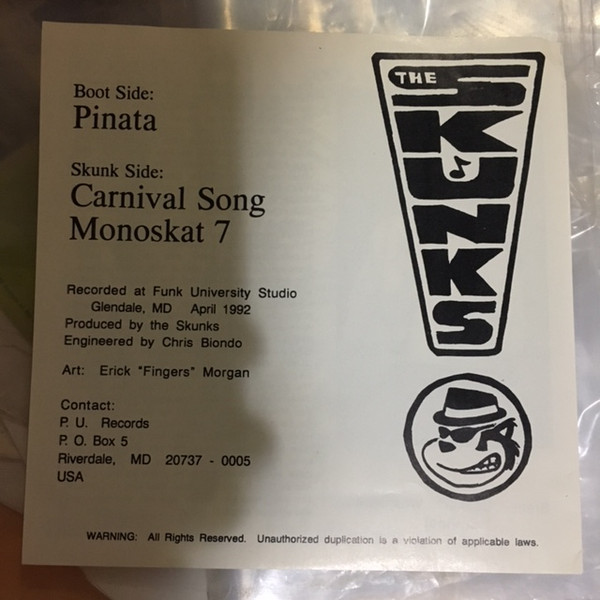 Boot Side:
Pinata
Skunk Side:
Carnival Song
Monoskat 7
Recorded at Funk University Studio
Glendale, MD April 1992
Produced by the Skunks
Engineered by Chris Biondo
Art: Erick "Fingers" Morgan
Contact:
P. U. Records
P. O. Box 5
Riverdale, MD 20737 - 0005
USA
THE
SKUNKS
WARNING: All Rights Reserved. Unauthorized duplication is a violation of applicable laws.